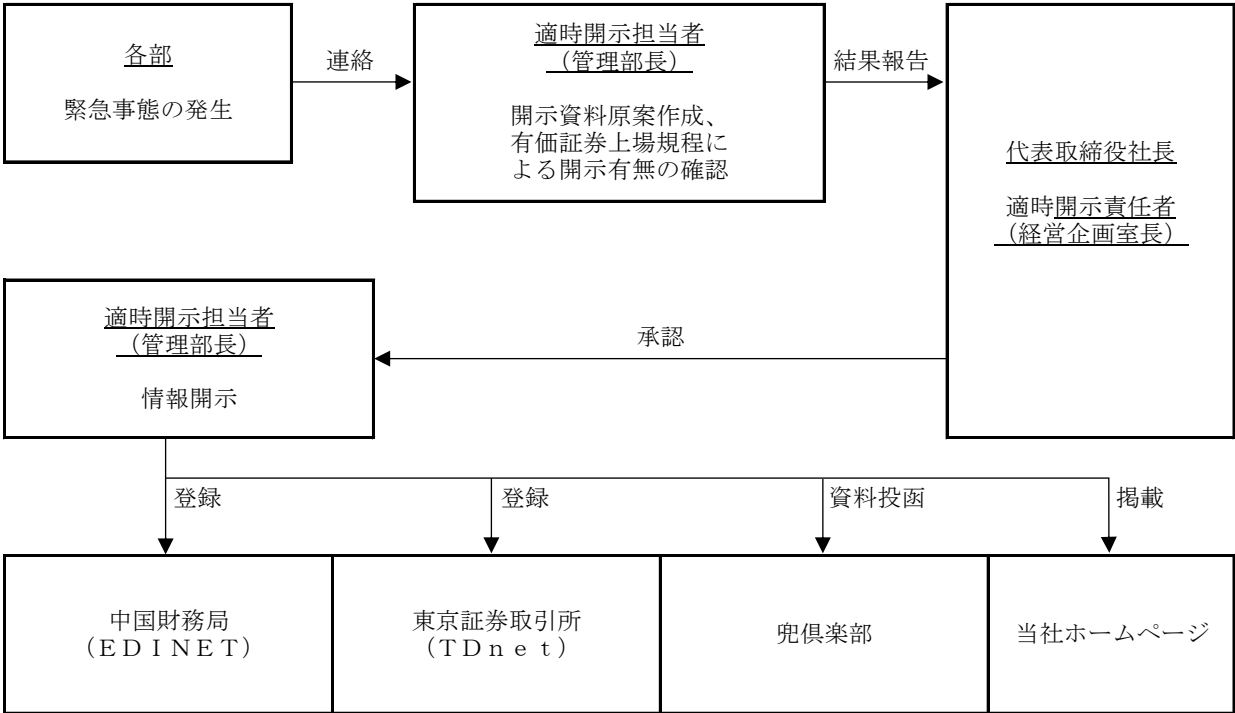 各部
緊急事態の発生
連絡
適時開示担当者
（管理部長）
開示資料原案作成、
有価証券上場規程に
よる開示有無の確認
結果報告
代表取締役社長
適時開示責任者
（経営企画室長）
承認
適時開示担当者
（管理部長）
情報開示
登録
登録
資料投函
掲載
中国財務局
（ＥＤＩＮＥＴ）
東京証券取引所
（ＴＤｎｅｔ）
兜倶楽部
当社ホームページ